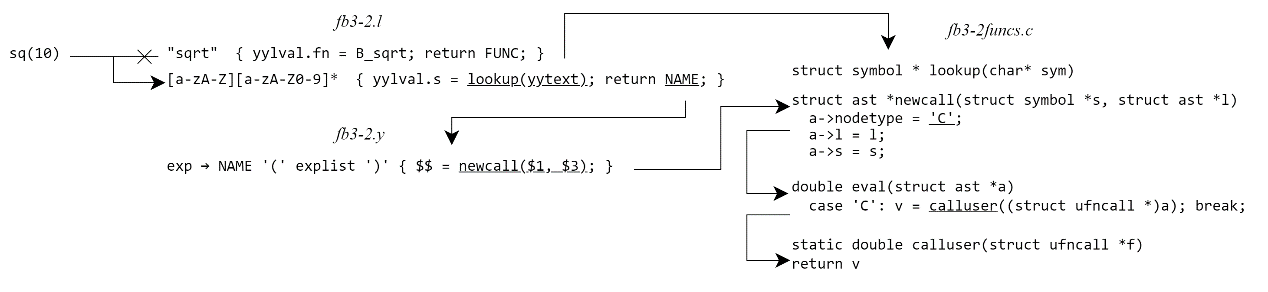 fb3-2.l
sq(10)
"sqrt" { yylval.fn = B_sqrt; return FUNC; }
[a-zA-Z][a-zA-Z0-9]* { yylval.s = lookup(yytext); return NAME; }
fb3-2.y
exp → NAME '(' explist ')' { $$ = newcall($1, $3); }
fb3-2funcs.c
struct symbol * lookup(char* sym)
struct ast *newcall(struct symbol *s, struct ast *l)
a->nodetype = 'C';
a->l = l;
a->s = s;
double eval(struct ast *a)
case 'C': v = calluser((struct ufncall *)a); break;
static double calluser(struct ufncall *f)
return v